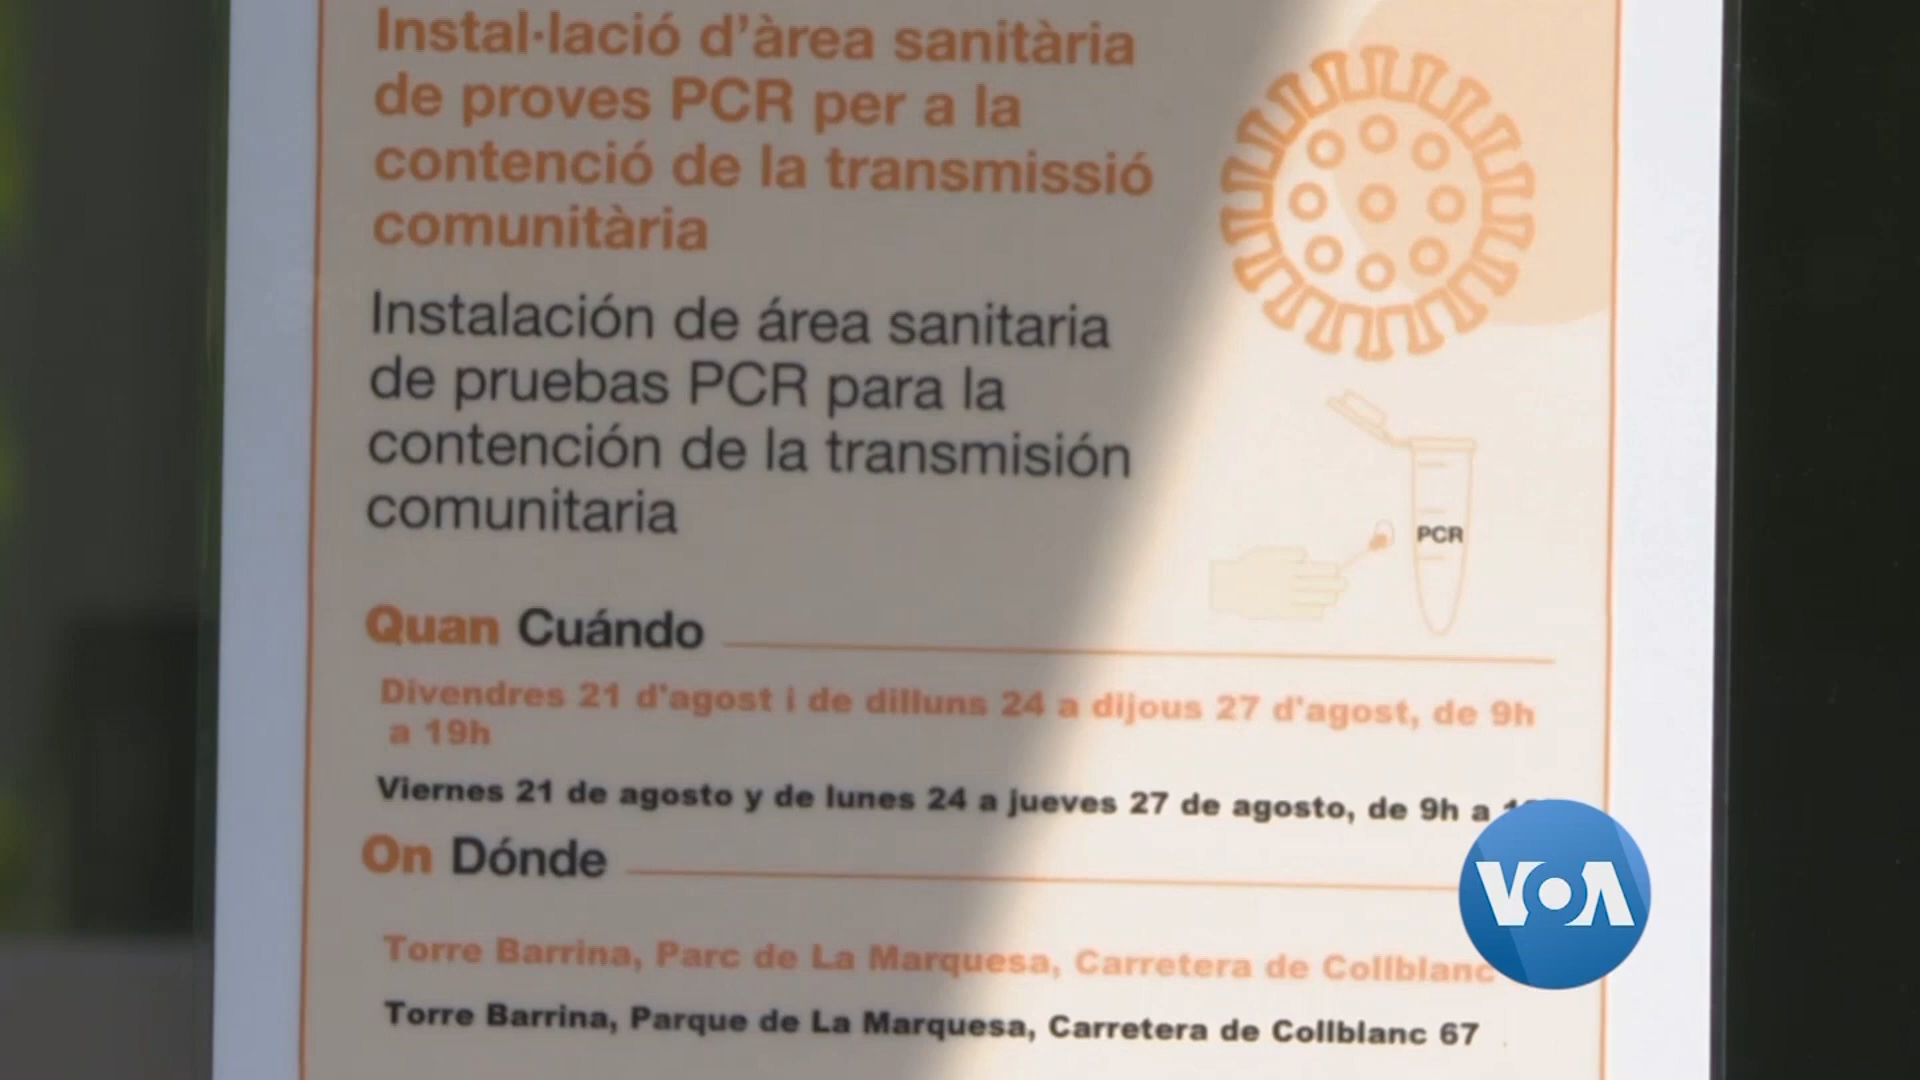 Instal·lació d'àrea sanitària
de proves PCR per a la
contenció de la transmissió
comunitària
Instalación de área sanitaria
de pruebas PCR para la
contención de la transmisión
comunitaria
PCR
Quan Cuándo
Divendres 21 d'agost i de dilluns 24 a dijous 27 d'agost, de 9h
a 19h
Viernes 21 de agosto y de lunes 24 a jueves 27 de agosto, de 9h a
On Dónde
Torre Barrina, Parc de La Marquesa, Carretera de Collblanc
Torre Barrina, Parque de La Marquesa, Carretera de Collblanc 67
VOA